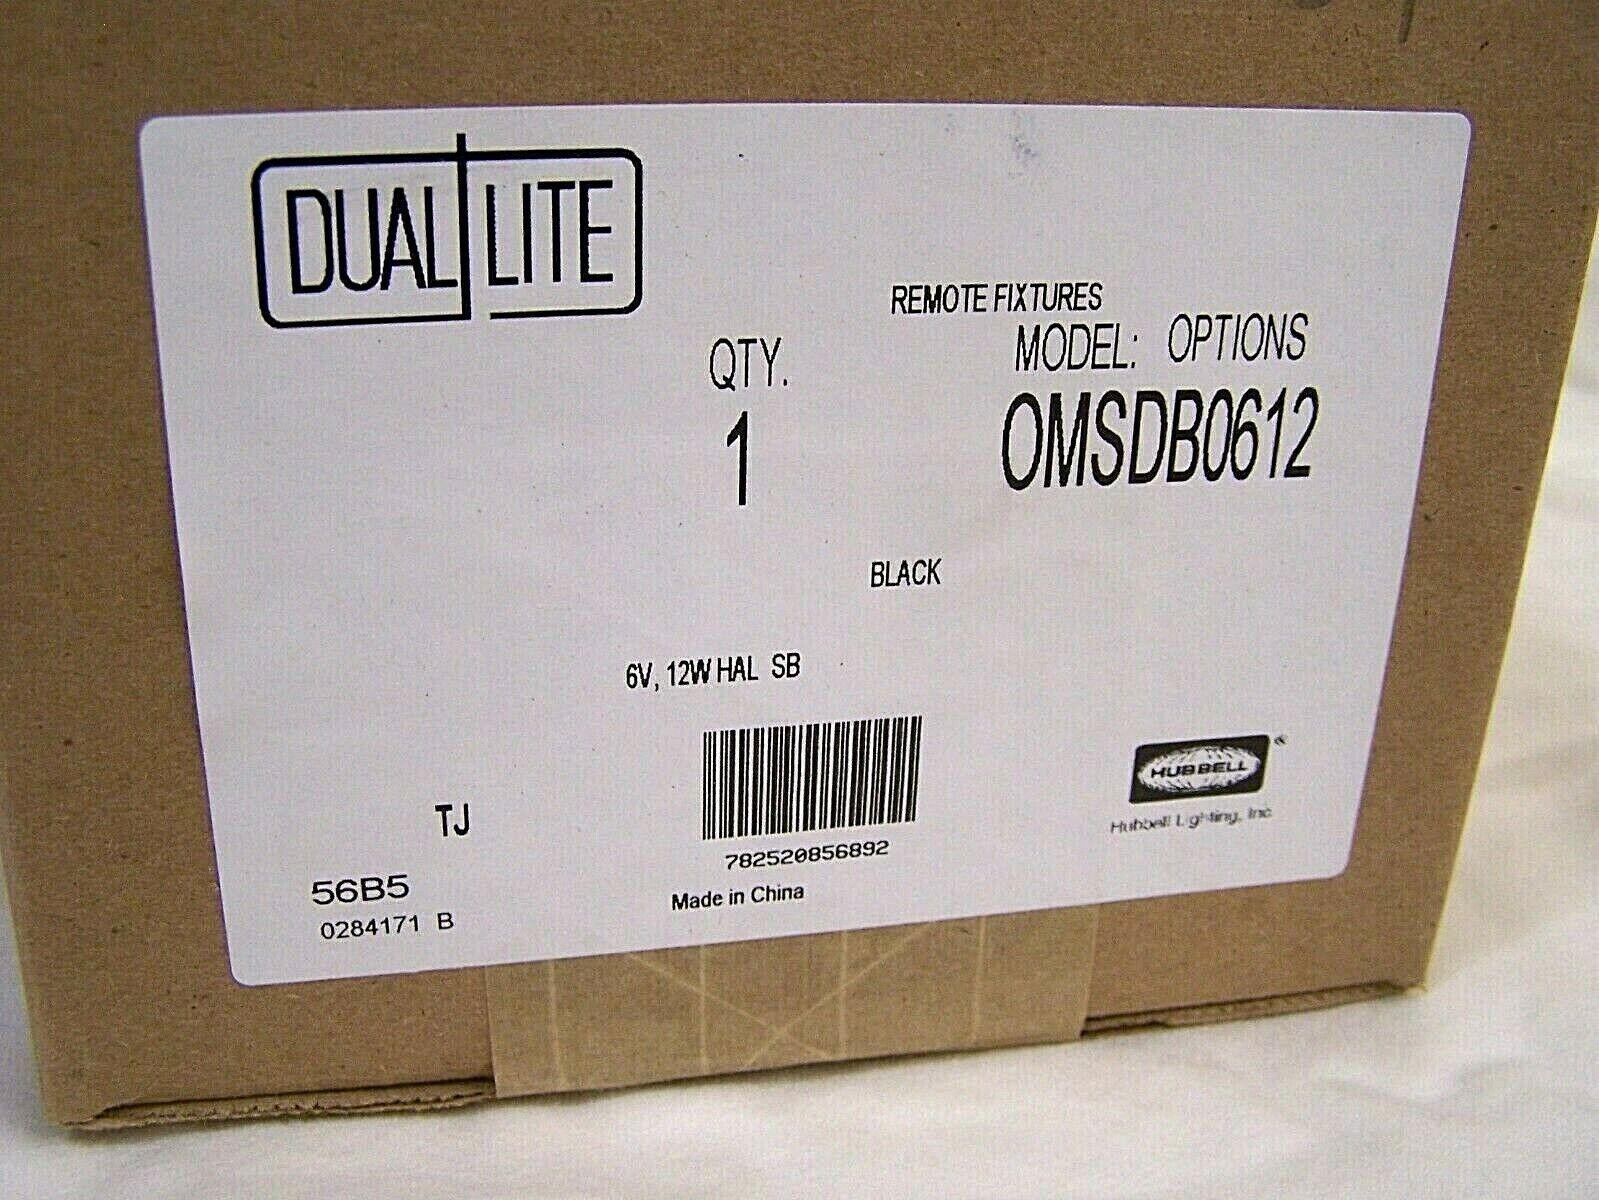 DUAL LITE
REMOTE FIXTURES
QTY. MODEL: OPTIONS
1 OMSDB0612
BLACK
6V, 12W HAL SB
HUBBELL ®
Hubbell Lighting, Inc.
TJ
782520856892
56B5
Made in China
0284171 B